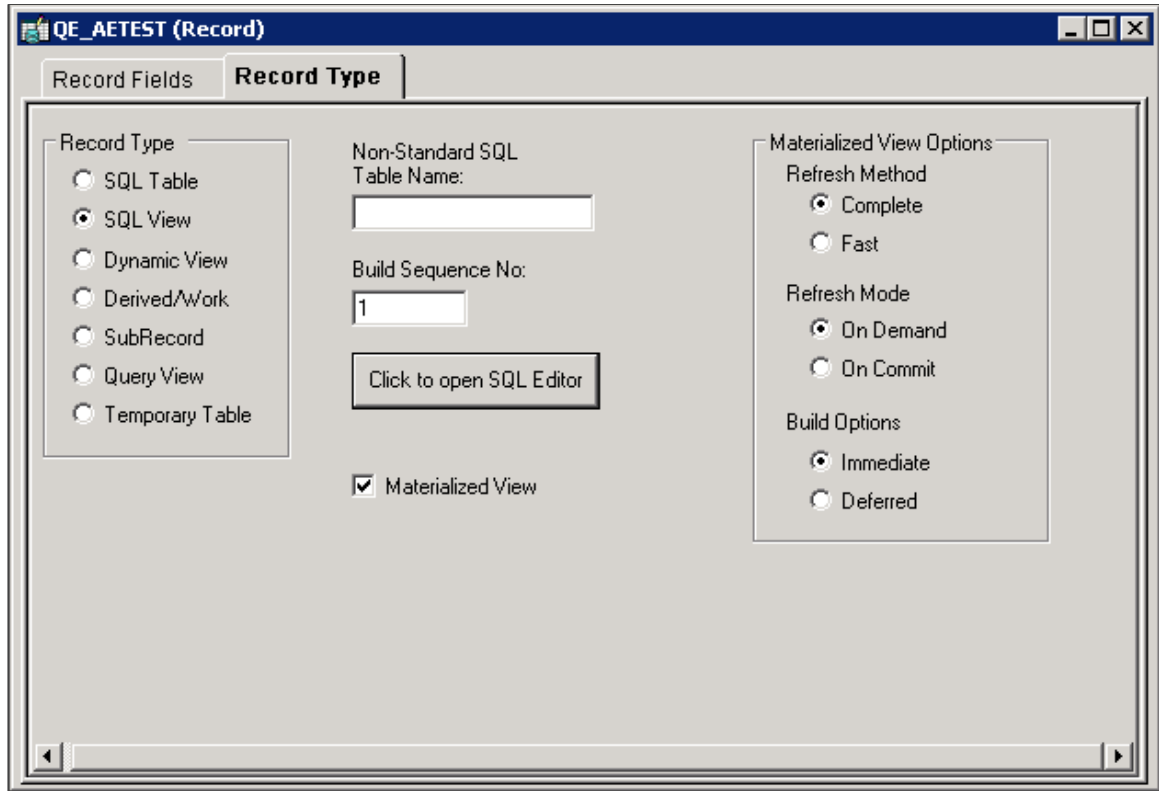 QE_AETEST (Record)
Record Fields
Record Type
Record Type
SQL Table
SQL View
Dynamic View
Derived/Work
SubRecord
Query View
Temporary Table
Non-Standard SQL
Table Name:
Build Sequence No:
1
Click to open SQL Editor
Materialized View
Materialized View Options
Refresh Method
Complete
Fast
Refresh Mode
On Demand
On Commit
Build Options
Immediate
Deferred